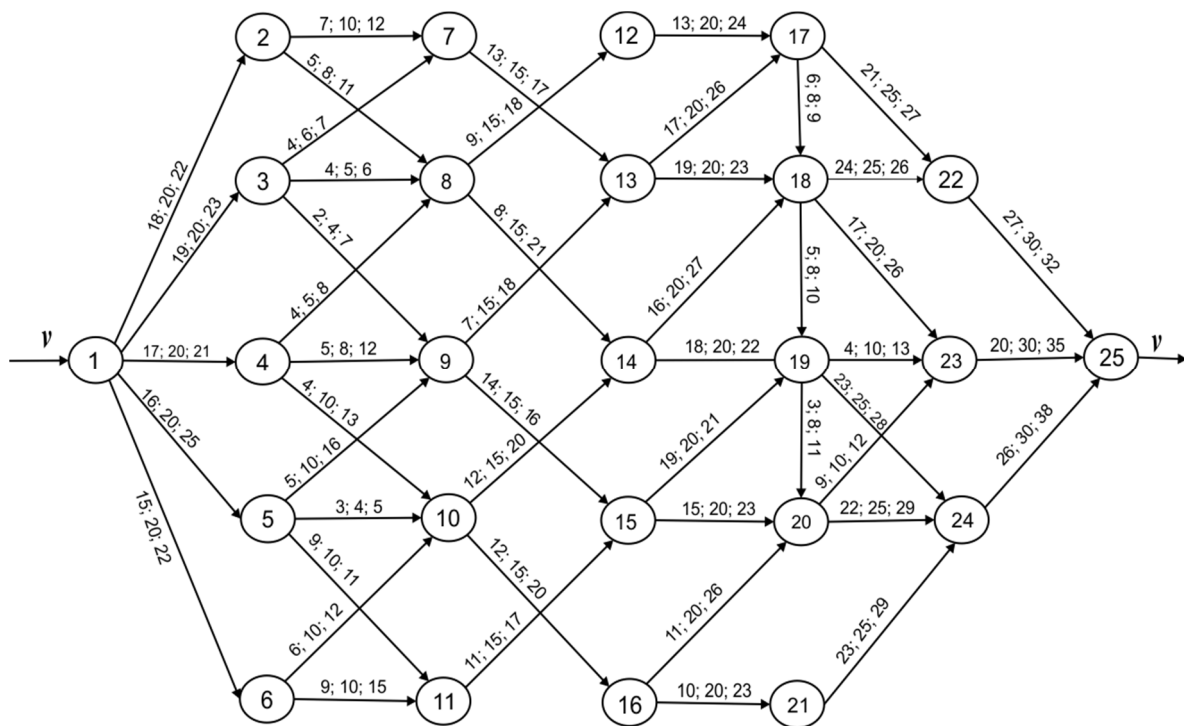 2
7; 10; 12
7
12
13; 20; 24
17
5; 8; 11
13; 15; 17
9; 15; 18
21; 25; 27
4; 6; 7
17; 20; 26
6; 8; 9
18; 20; 22
3
4; 5; 6
8
13
19; 20; 23
18
24; 25; 26
22
19; 20; 23
2; 4; 7
8; 15; 21
17; 20; 26
27; 30; 32
4; 5; 8
7; 15; 18
16; 20; 27
5; 8; 10
v
1
17; 20; 21
4
5; 8; 12
9
14
18; 20; 22
19
4; 10; 13
23
20; 30; 35
25
v
16; 20; 25
4; 10; 13
14; 15; 16
23; 25; 28
5; 10; 16
12; 15; 20
19; 20; 21
3; 8; 11
9; 10; 12
26; 30; 38
15; 20; 22
5
3; 4; 5
10
15
15; 20; 23
20
22; 25; 29
24
9; 10; 11
12; 15; 20
6; 10; 12
11; 15; 17
11; 20; 26
23; 25; 29
6
9; 10; 15
11
16
10; 20; 23
21